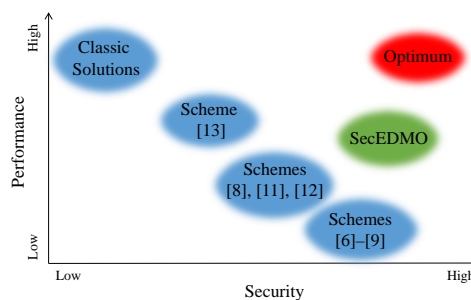 High
Performance
Low
Classic
Solutions
Optimum
Scheme
[13]
SecEDMO
Schemes
[8], [11], [12]
Schemes
[6]–[9]
Low
High
Security